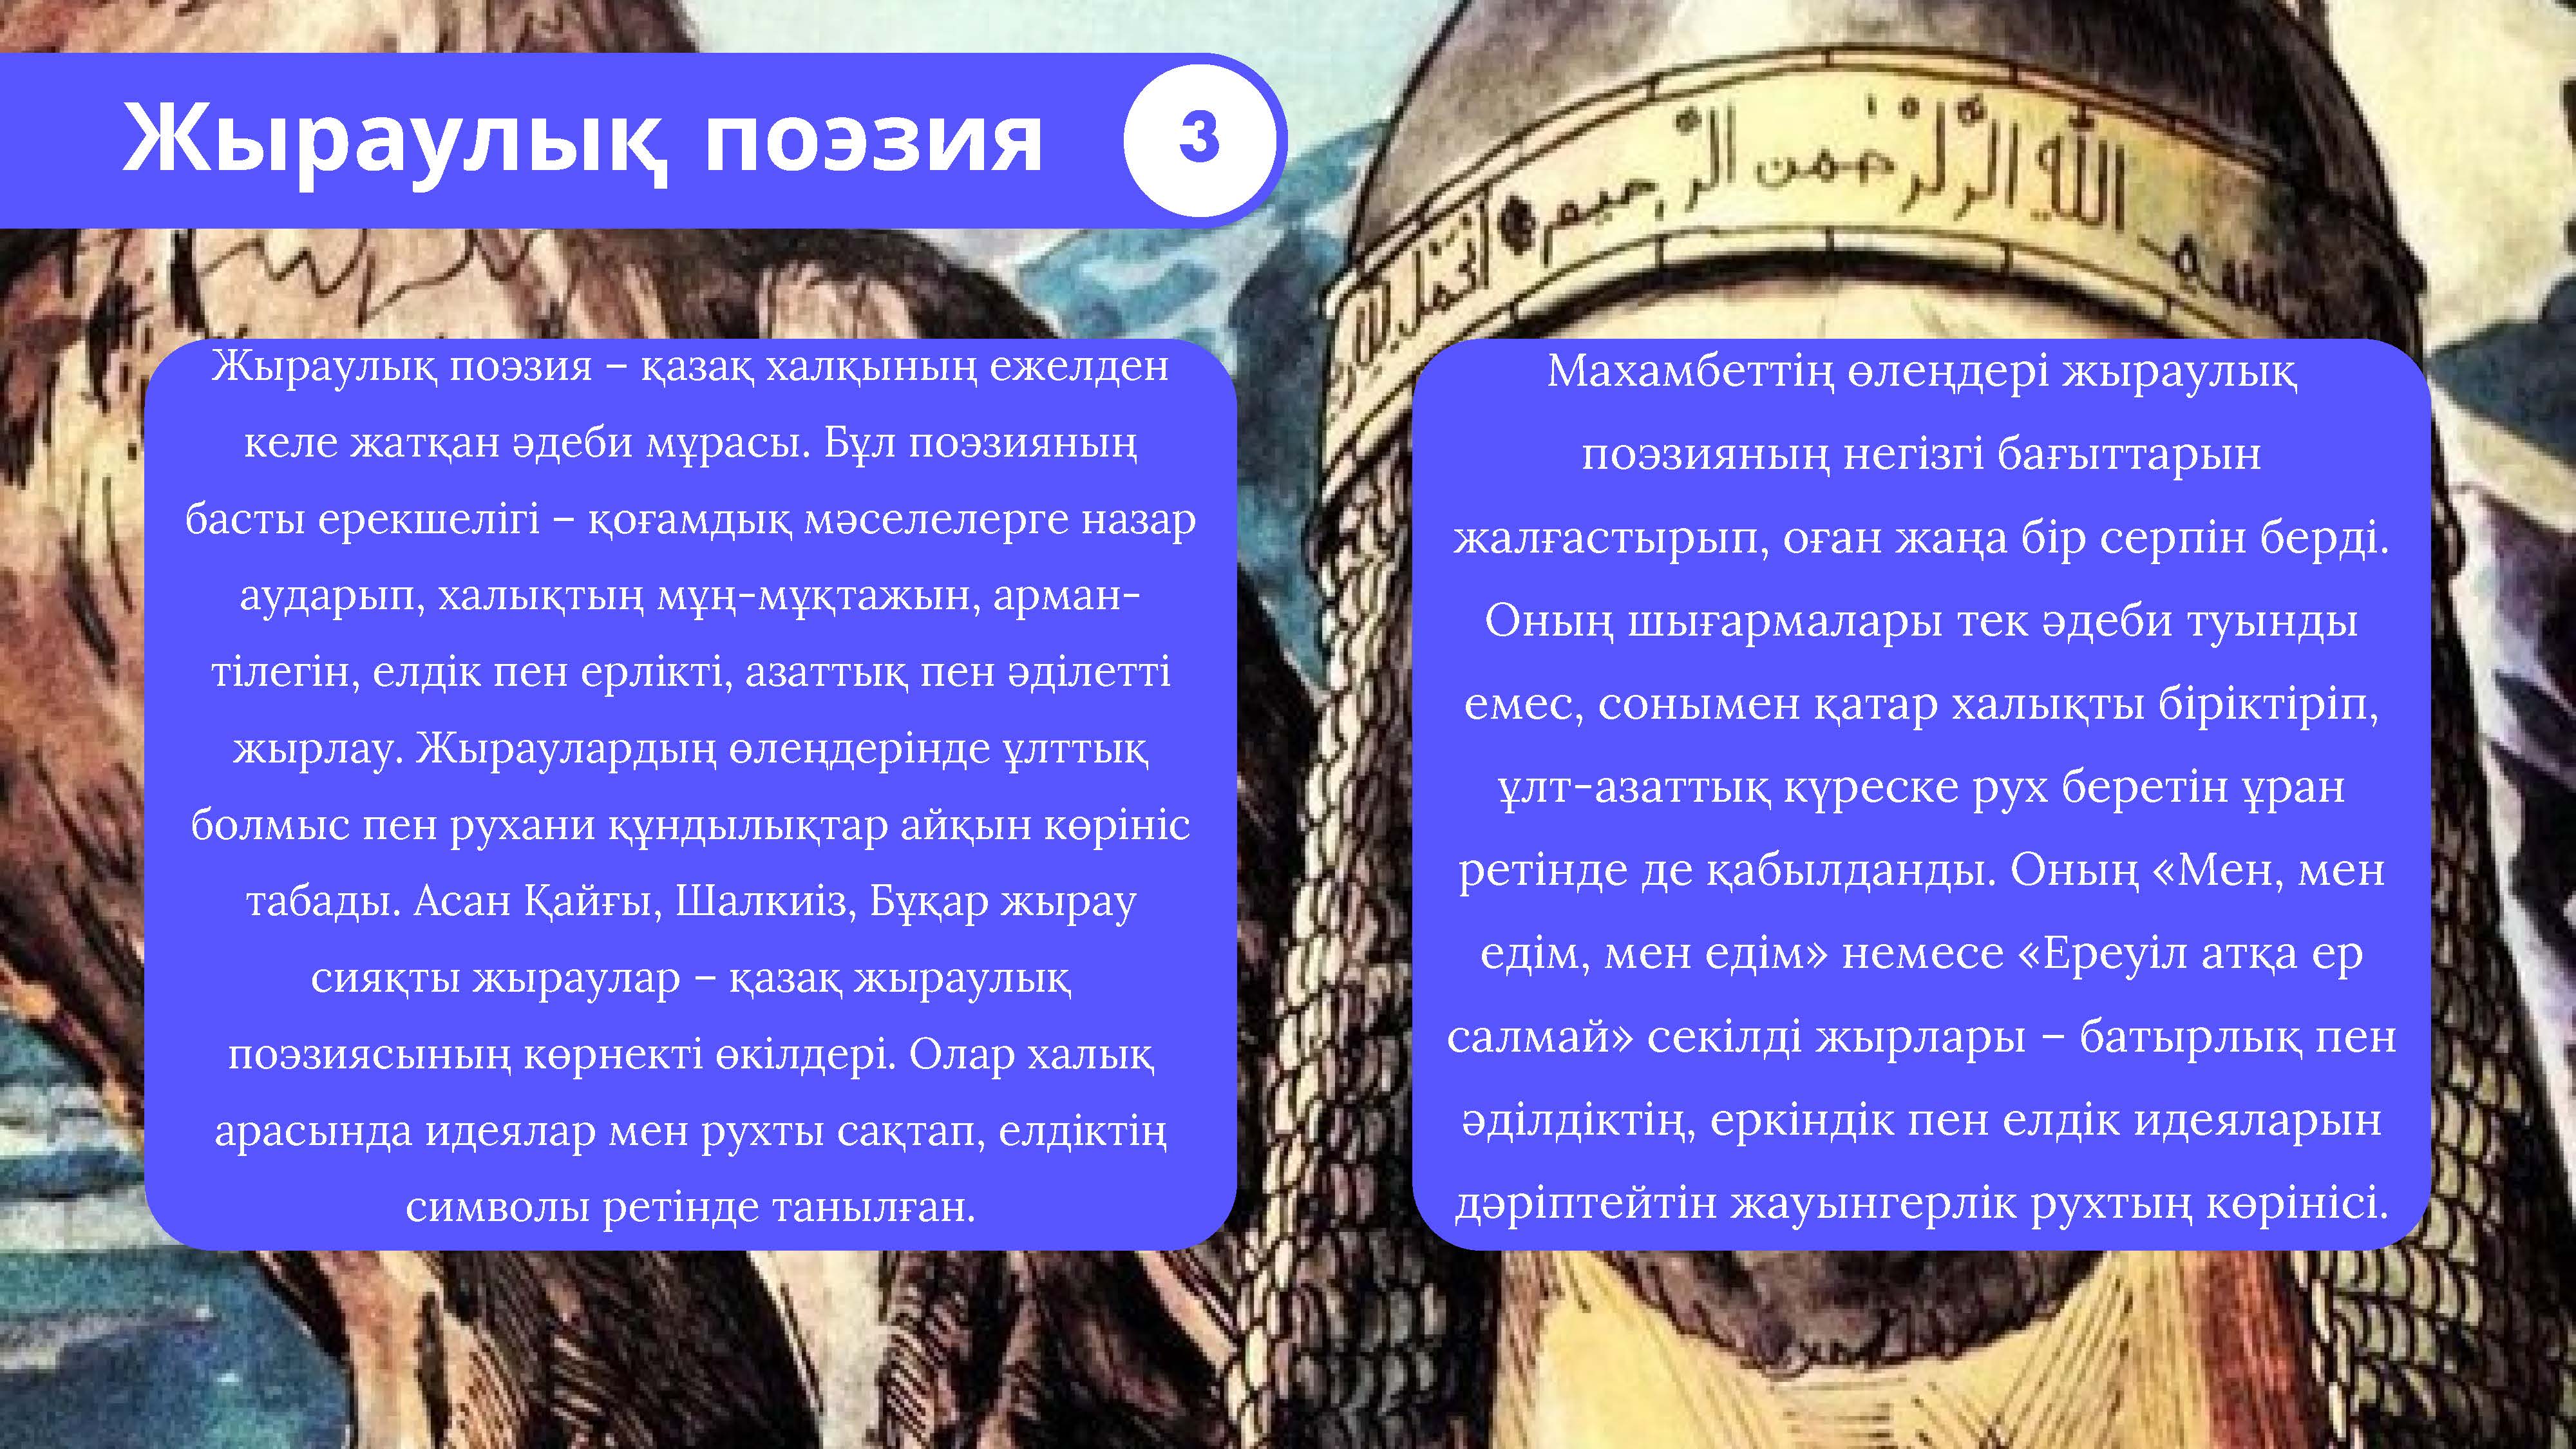 Жыраулық поэзия
3
Жыраулық поэзия – қазақ халқының ежелден
келе жатқан әдеби мұрасы. Бұл поэзияның
басты ерекшелігі – қоғамдық мәселелерге назар
аударып, халықтың мұң-мұқтажын, арман-
тілегін, елдік пен ерлікті, азаттық пен әділетті
жырлау. Жыраулардың өлеңдерінде ұлттық
болмыс пен рухани құндылықтар айқын көрініс
табады. Асан Қайғы, Шалкиіз, Бұқар жырау
сияқты жыраулар – қазақ жыраулық
поэзиясының көрнекті өкілдері. Олар халық
арасында идеялар мен рухты сақтап, елдіктің
символы ретінде танылған.
Махамбеттің өлеңдері жыраулық
поэзияның негізгі бағыттарын
жалғастырып, оған жаңа бір серпін берді.
Оның шығармалары тек әдеби туынды
емес, сонымен қатар халықты біріктіріп,
ұлт-азаттық күреске рух беретін ұран
ретінде де қабылданды. Оның «Мен, мен
едім, мен едім» немесе «Ереуіл атқа ер
салмай» секілді жырлары – батырлық пен
әділдіктің, еркіндік пен елдік идеяларын
дәріптейтін жауынгерлік рухтың көрінісі.